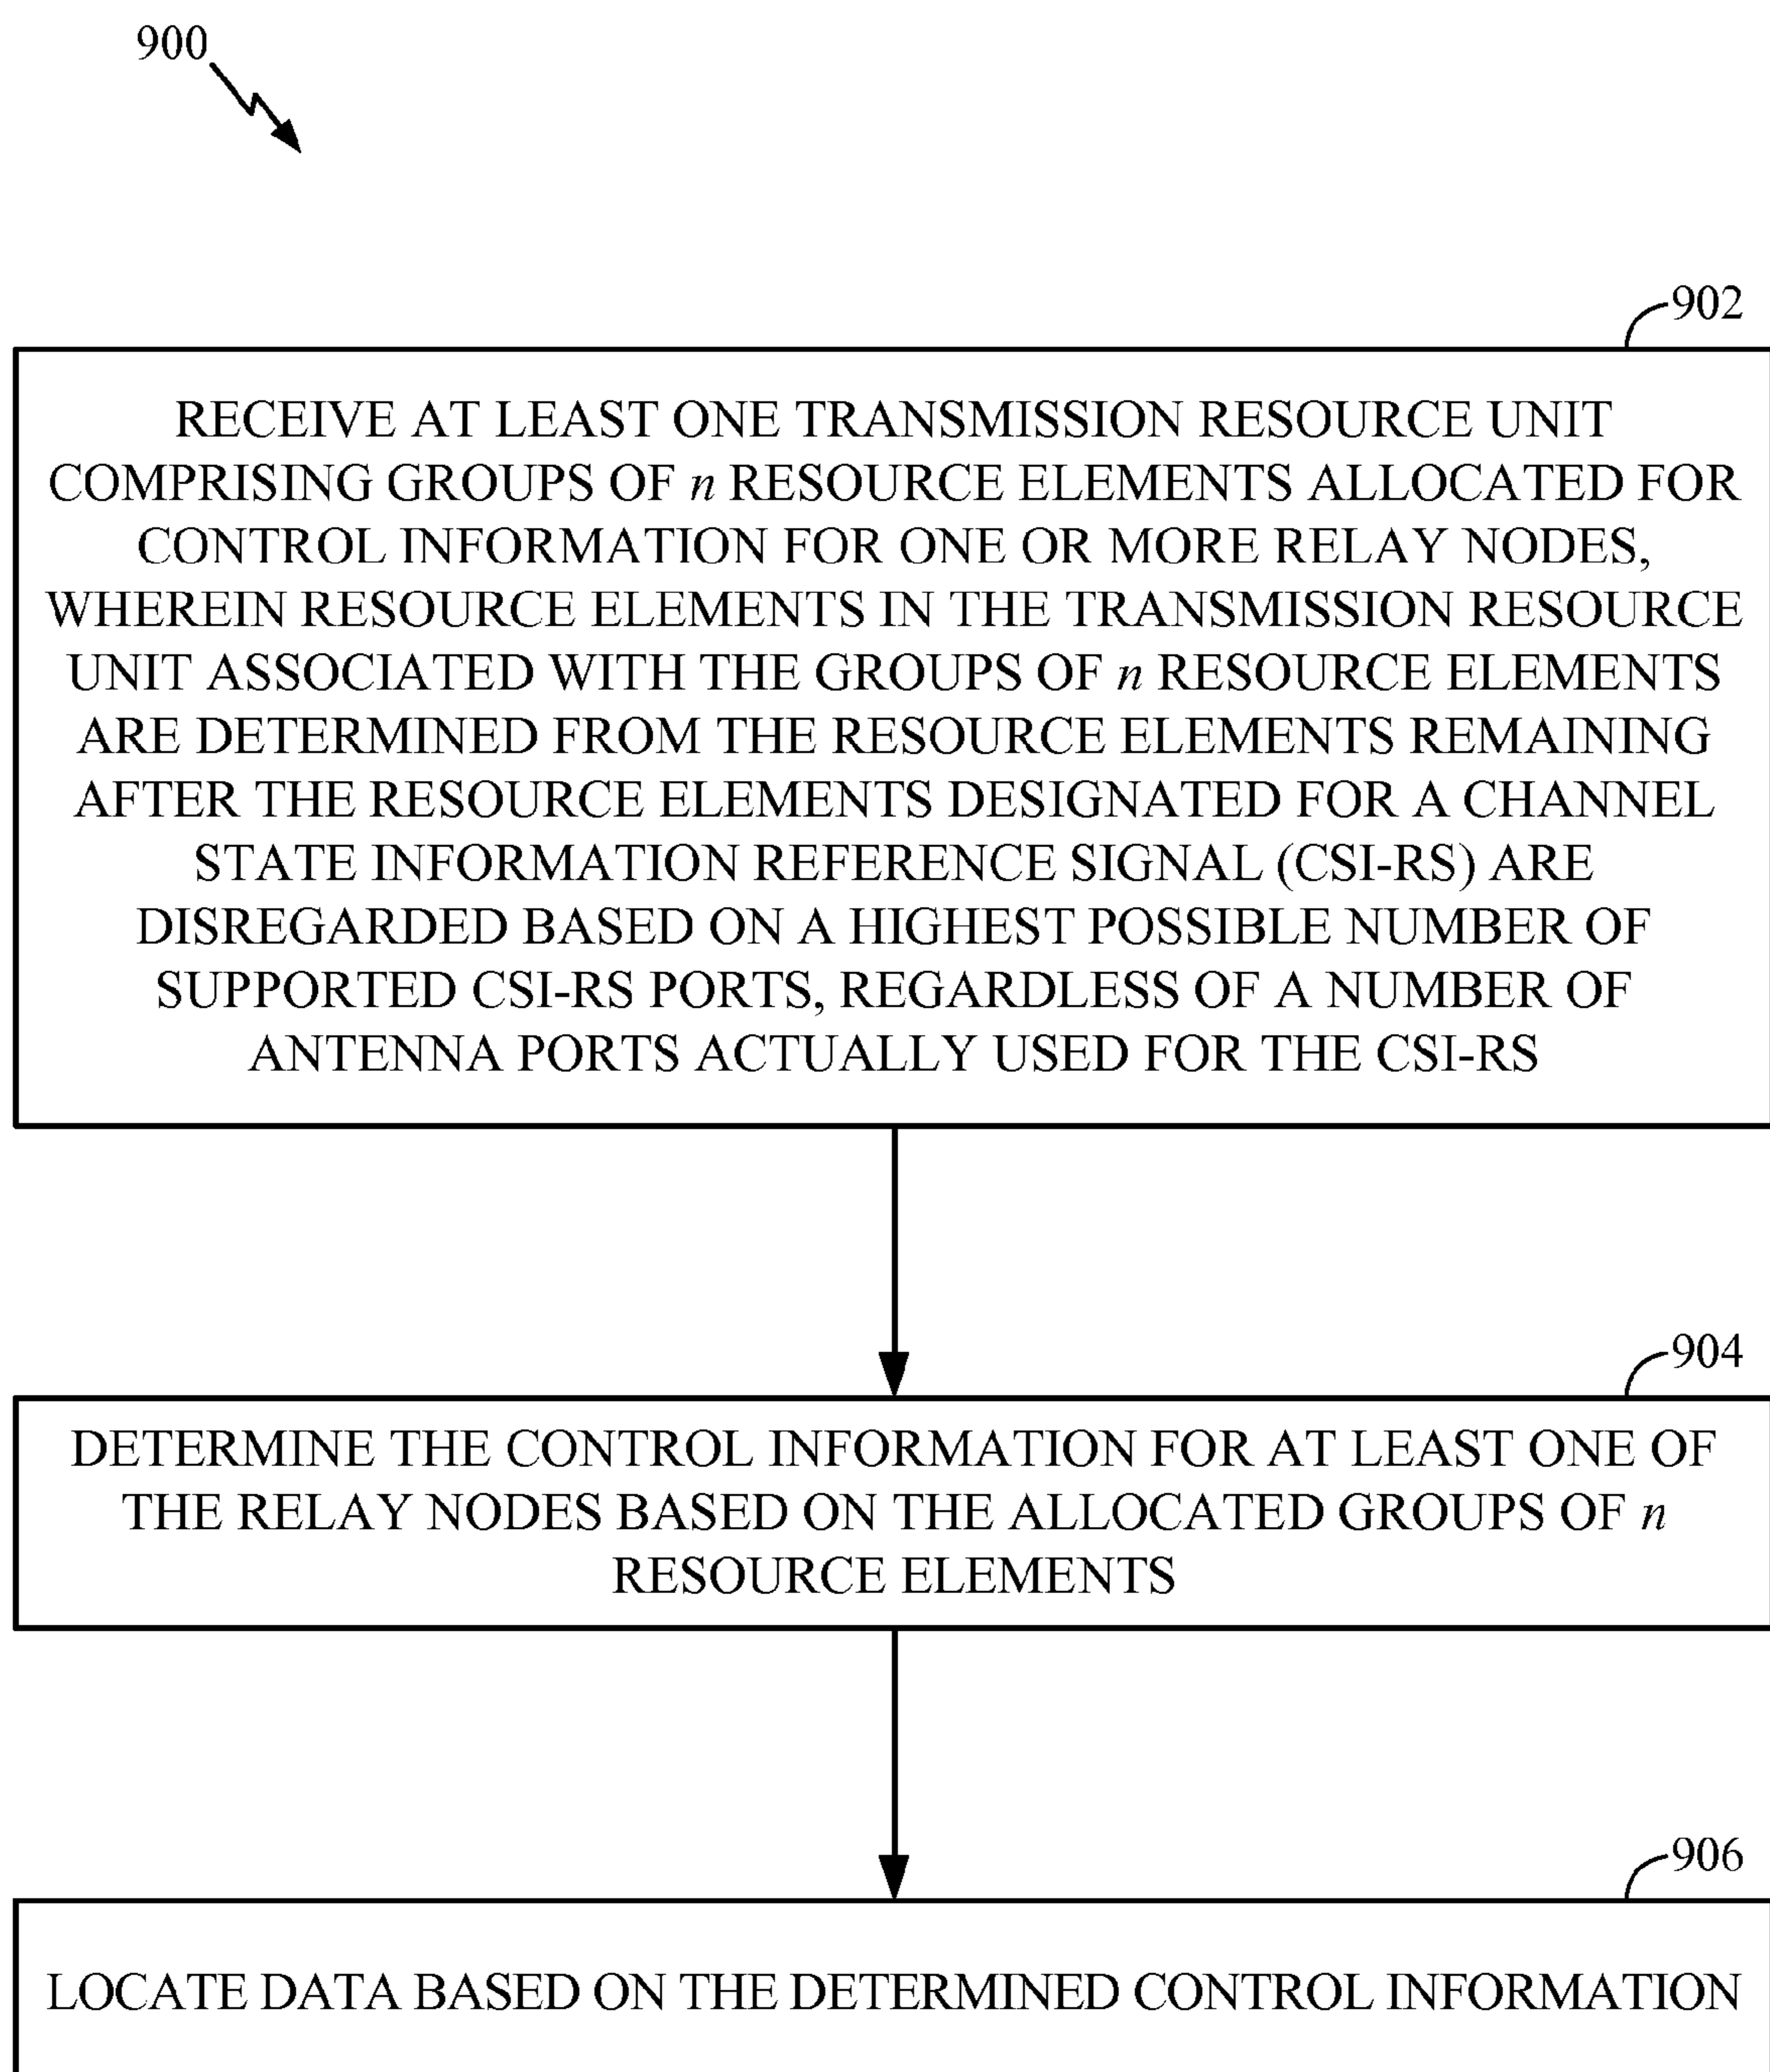 900
902
RECEIVE AT LEAST ONE TRANSMISSION RESOURCE UNIT
COMPRISING GROUPS OF n RESOURCE ELEMENTS ALLOCATED FOR
CONTROL INFORMATION FOR ONE OR MORE RELAY NODES,
WHEREIN RESOURCE ELEMENTS IN THE TRANSMISSION RESOURCE
UNIT ASSOCIATED WITH THE GROUPS OF n RESOURCE ELEMENTS
ARE DETERMINED FROM THE RESOURCE ELEMENTS REMAINING
AFTER THE RESOURCE ELEMENTS DESIGNATED FOR A CHANNEL
STATE INFORMATION REFERENCE SIGNAL (CSI-RS) ARE
DISREGARDED BASED ON A HIGHEST POSSIBLE NUMBER OF
SUPPORTED CSI-RS PORTS, REGARDLESS OF A NUMBER OF
ANTENNA PORTS ACTUALLY USED FOR THE CSI-RS
904
DETERMINE THE CONTROL INFORMATION FOR AT LEAST ONE OF
THE RELAY NODES BASED ON THE ALLOCATED GROUPS OF n
RESOURCE ELEMENTS
906
LOCATE DATA BASED ON THE DETERMINED CONTROL INFORMATION